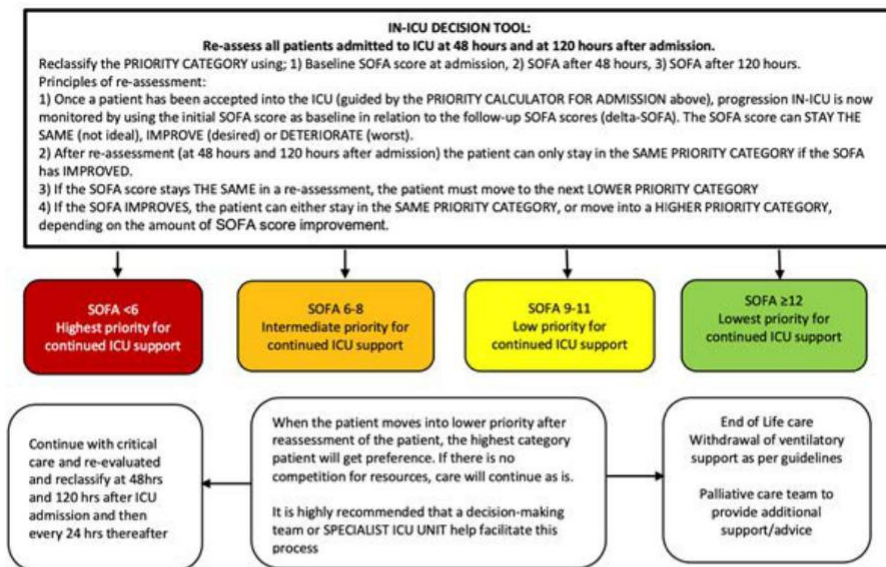 IN-ICU DECISION TOOL:
Re-assess all patients admitted to ICU at 48 hours and at 120 hours after admission.
Reclassify the PRIORITY CATEGORY using; 1) Baseline SOFA score at admission, 2) SOFA after 48 hours, 3) SOFA after 120 hours.
Principles of re-assessment:
1) Once a patient has been accepted into the ICU (guided by the PRIORITY CALCULATOR FOR ADMISSION above), progression IN-ICU is now
monitored by using the initial SOFA score as baseline in relation to the follow-up SOFA scores (delta-SOFA). The SOFA score can STAY THE
SAME (not ideal), IMPROVE (desired) or DETERIORATE (worst).
2) After re-assessment (at 48 hours and 120 hours after admission) the patient can only stay in the SAME PRIORITY CATEGORY if the SOFA
has IMPROVED.
3) If the SOFA score stays THE SAME in a re-assessment, the patient must move to the next LOWER PRIORITY CATEGORY
4) If the SOFA IMPROVES, the patient can either stay in the SAME PRIORITY CATEGORY, or move into a HIGHER PRIORITY CATEGORY,
depending on the amount of SOFA score improvement.
SOFA <6
Highest priority for
continued ICU support
SOFA 6-8
Intermediate priority for
continued ICU support
SOFA 9-11
Low priority for
continued ICU support
SOFA ≥12
Lowest priority for
continued ICU support
Continue with critical
care and re-evaluated
and reclassify at 48hrs
and 120 hrs after ICU
admission and then
every 24 hrs thereafter
When the patient moves into lower priority after
reassessment of the patient, the highest category
patient will get preference. If there is no
competition for resources, care will continue as is.
It is highly recommended that a decision-making
team or SPECIALIST ICU UNIT help facilitate this
process
End of Life care
Withdrawal of ventilatory
support as per guidelines
Palliative care team to
provide additional
support/advice